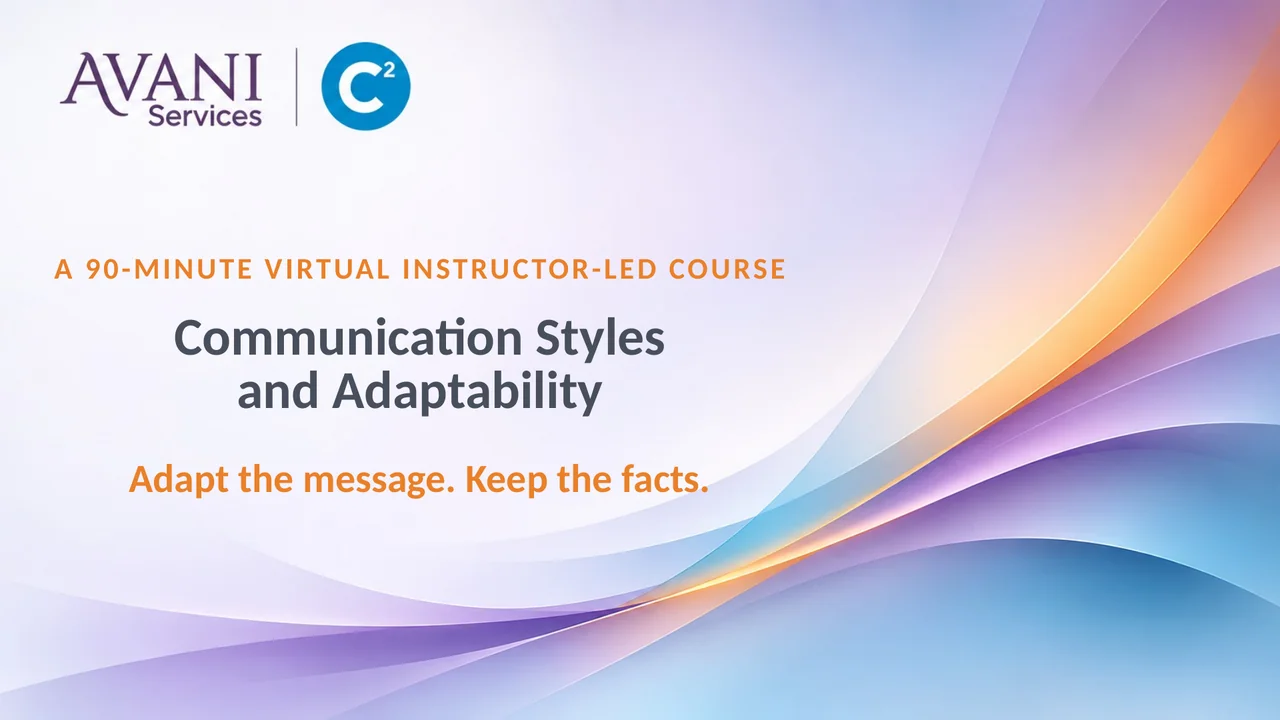 AVANI
Services
C²
A 90-MINUTE VIRTUAL INSTRUCTOR-LED COURSE
Communication Styles
and Adaptability
Adapt the message. Keep the facts.